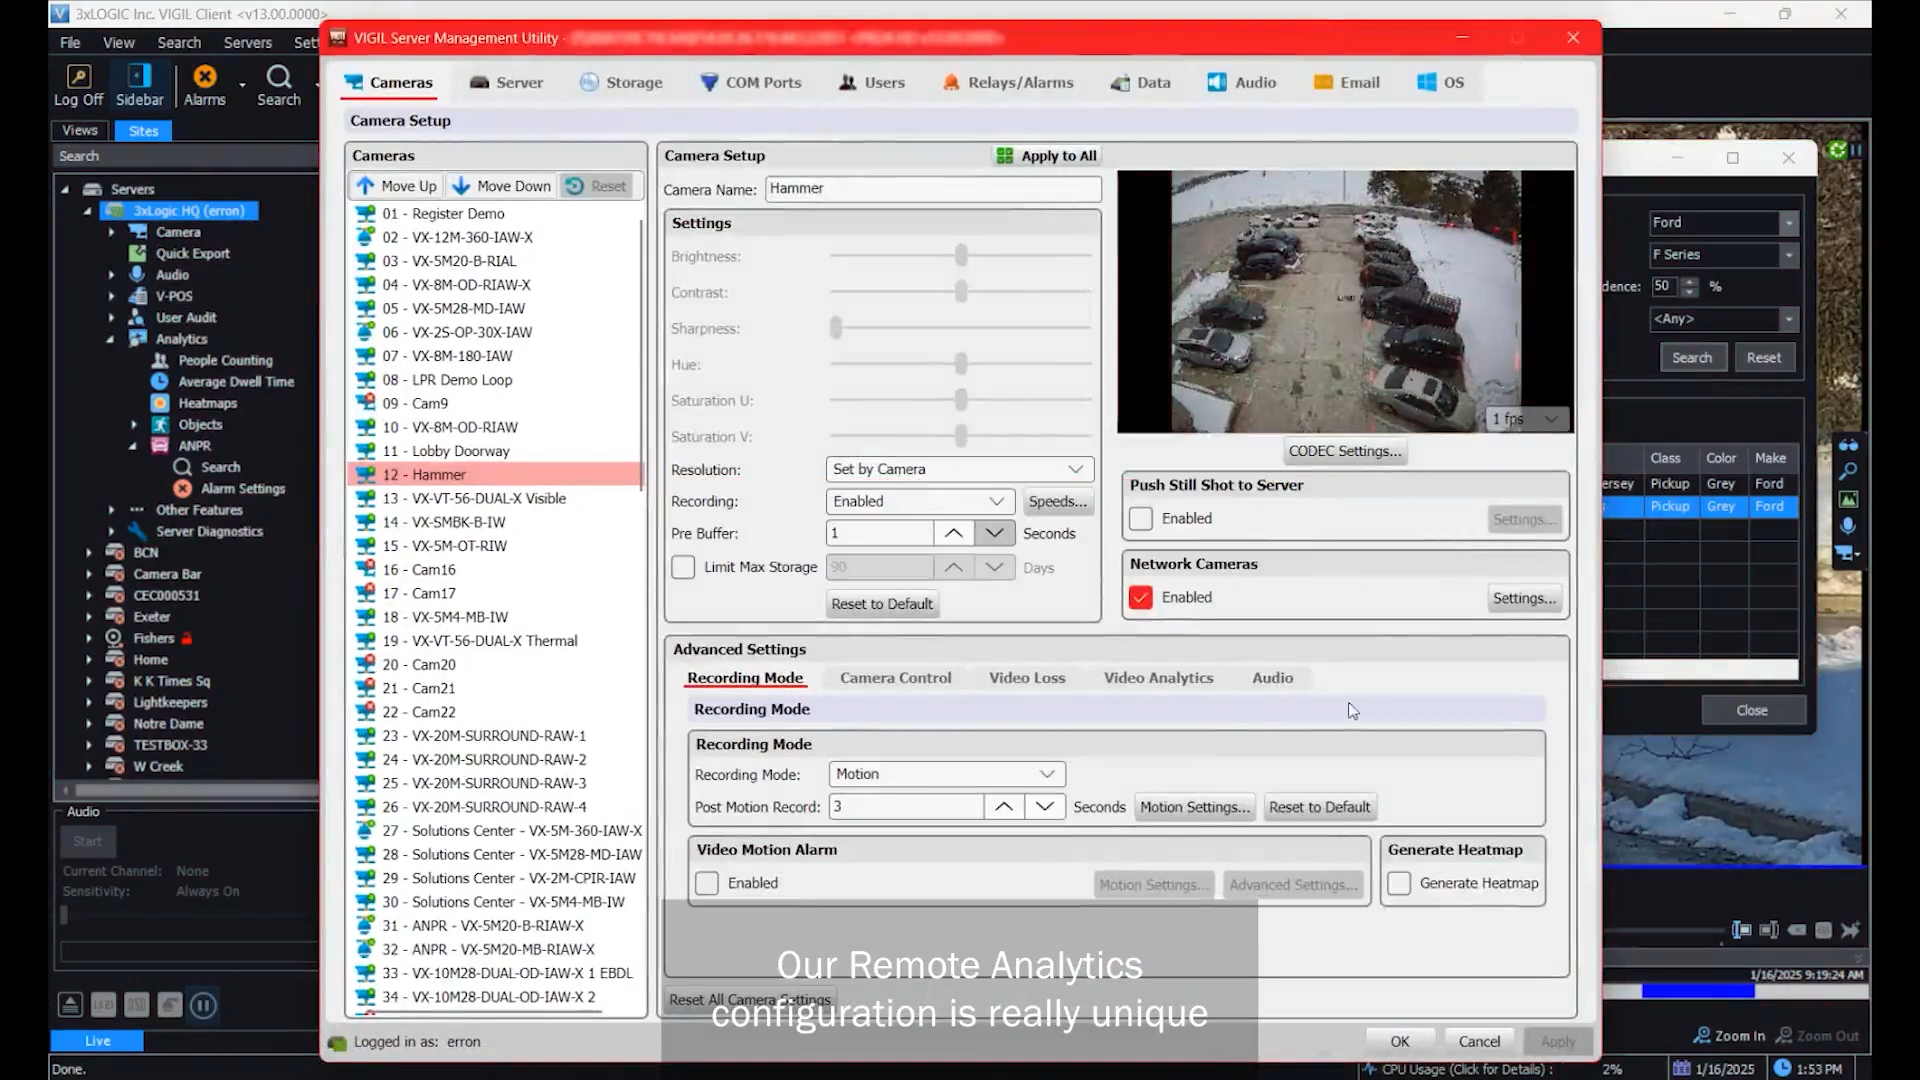 3xLOGIC Inc. VIGIL Client <v13.00.0000>
File View Search Servers Sett
Log Off Sidebar Alarms Search
Views Sites
Search
Servers
3xLogic HQ (erron)
Camera
Quick Export
Audio
V-POS
User Audit
Analytics
People Counting
Average Dwell Time
Heatmaps
Objects
ANPR
Search
Alarm Settings
Other Features
Server Diagnostics
BCN
Camera Bar
CEC000531
Exeter
Fishers
Home
K K Times Sq
Lightkeepers
Notre Dame
TESTBOX-33
W Creek
Audio
Start
Current Channel: None
Sensitivity: Always On
Live
Done.
VIGIL Server Management Utility -
Cameras Server Storage COM Ports Users Relays/Alarms Data Audio Email OS
Camera Setup
Cameras
Move Up Move Down Reset
01 - Register Demo
02 - VX-12M-360-IAW-X
03 - VX-5M20-B-RIAL
04 - VX-8M-OD-RIAW-X
05 - VX-5M28-MD-IAW
06 - VX-2S-OP-30X-IAW
07 - VX-8M-180-IAW
08 - LPR Demo Loop
09 - Cam9
10 - VX-8M-OD-RIAW
11 - Lobby Doorway
12 - Hammer
13 - VX-VT-56-DUAL-X Visible
14 - VX-SMBK-B-IW
15 - VX-5M-OT-RIW
16 - Cam16
17 - Cam17
18 - VX-5M4-MB-IW
19 - VX-VT-56-DUAL-X Thermal
20 - Cam20
21 - Cam21
22 - Cam22
23 - VX-20M-SURROUND-RAW-1
24 - VX-20M-SURROUND-RAW-2
25 - VX-20M-SURROUND-RAW-3
26 - VX-20M-SURROUND-RAW-4
27 - Solutions Center - VX-5M-360-IAW-X
28 - Solutions Center - VX-5M28-MD-IAW
29 - Solutions Center - VX-2M-CPIR-IAW
30 - Solutions Center - VX-5M4-MB-IW
31 - ANPR - VX-5M20-B-RIAW-X
32 - ANPR - VX-5M20-MB-RIAW-X
33 - VX-10M28-DUAL-OD-IAW-X 1 EBDL
34 - VX-10M28-DUAL-OD-IAW-X 2
Logged in as: erron
Camera Setup Apply to All
Camera Name: Hammer
Settings
Brightness:
Contrast:
Sharpness:
Hue:
Saturation U:
Saturation V:
Resolution: Set by Camera
Recording: Enabled Speeds...
Pre Buffer: 1 Seconds
Limit Max Storage 90 Days
Reset to Default
1 fps
CODEC Settings...
Push Still Shot to Server
Enabled Settings...
Network Cameras
Enabled Settings...
Advanced Settings
Recording Mode Camera Control Video Loss Video Analytics Audio
Recording Mode
Recording Mode
Recording Mode: Motion
Post Motion Record: 3 Seconds Motion Settings... Reset to Default
Video Motion Alarm
Enabled Motion Settings... Advanced Settings...
Generate Heatmap
Generate Heatmap
Reset All Camera Settings
Our Remote Analytics
configuration is really unique
OK Cancel Apply
Ford
F Series
dence: 50 %
<Any>
Search Reset
Class Color Make
ersey Pickup Grey Ford
Pickup Grey Ford
Close
1/16/2025 9:19:24 AM
Zoom In Zoom Out
CPU Usage (Click for Details) : 2% 1/16/2025 1:53 PM